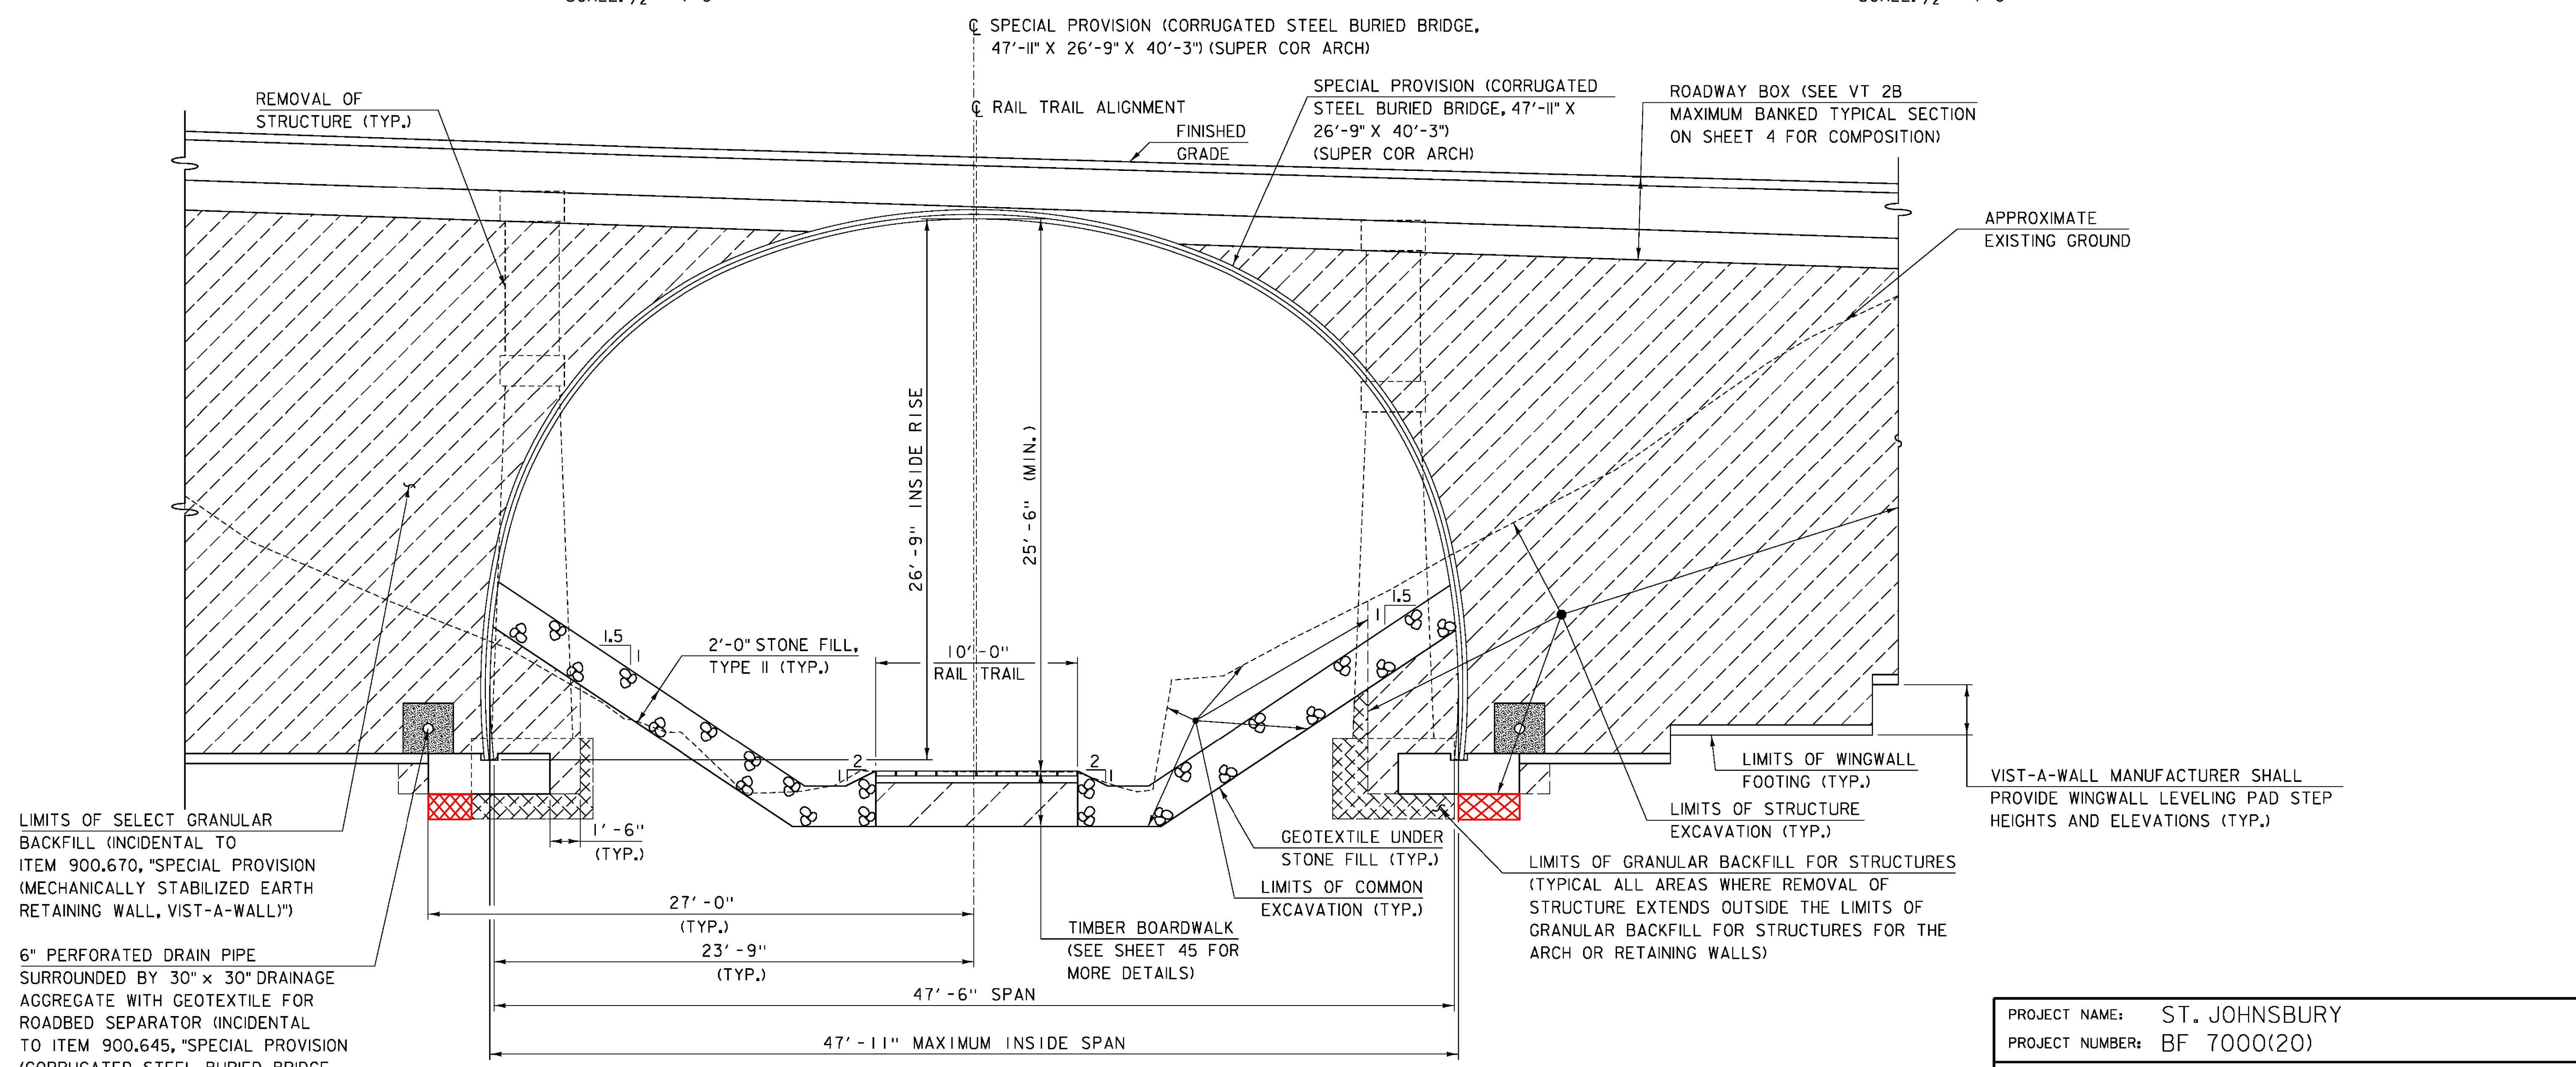 ℄ SPECIAL PROVISION (CORRUGATED STEEL BURIED BRIDGE,
47'-11" X 26'-9" X 40'-3") (SUPER COR ARCH)
REMOVAL OF
STRUCTURE (TYP.)
℄ RAIL TRAIL ALIGNMENT
FINISHED
GRADE
SPECIAL PROVISION (CORRUGATED
STEEL BURIED BRIDGE, 47'-11" X
26'-9" X 40'-3")
(SUPER COR ARCH)
ROADWAY BOX (SEE VT 2B
MAXIMUM BANKED TYPICAL SECTION
ON SHEET 4 FOR COMPOSITION)
APPROXIMATE
EXISTING GROUND
26'-9" INSIDE RISE
25'-6" (MIN.)
1.5
1
2'-0" STONE FILL,
TYPE II (TYP.)
10'-0"
RAIL TRAIL
1.5
1
2
1
2
1
LIMITS OF WINGWALL
FOOTING (TYP.)
VIST-A-WALL MANUFACTURER SHALL
PROVIDE WINGWALL LEVELING PAD STEP
HEIGHTS AND ELEVATIONS (TYP.)
LIMITS OF STRUCTURE
EXCAVATION (TYP.)
LIMITS OF SELECT GRANULAR
BACKFILL (INCIDENTAL TO
ITEM 900.670, "SPECIAL PROVISION
(MECHANICALLY STABILIZED EARTH
RETAINING WALL, VIST-A-WALL)")
1'-6"
(TYP.)
GEOTEXTILE UNDER
STONE FILL (TYP.)
LIMITS OF COMMON
EXCAVATION (TYP.)
LIMITS OF GRANULAR BACKFILL FOR STRUCTURES
(TYPICAL ALL AREAS WHERE REMOVAL OF
STRUCTURE EXTENDS OUTSIDE THE LIMITS OF
GRANULAR BACKFILL FOR STRUCTURES FOR THE
ARCH OR RETAINING WALLS)
27'-0"
(TYP.)
23'-9"
(TYP.)
TIMBER BOARDWALK
(SEE SHEET 45 FOR
MORE DETAILS)
6" PERFORATED DRAIN PIPE
SURROUNDED BY 30" x 30" DRAINAGE
AGGREGATE WITH GEOTEXTILE FOR
ROADBED SEPARATOR (INCIDENTAL
TO ITEM 900.645, "SPECIAL PROVISION
(CORRUGATED STEEL BURIED BRIDGE,
47'-6" SPAN
47'-11" MAXIMUM INSIDE SPAN
PROJECT NAME: ST. JOHNSBURY
PROJECT NUMBER: BF 7000(20)